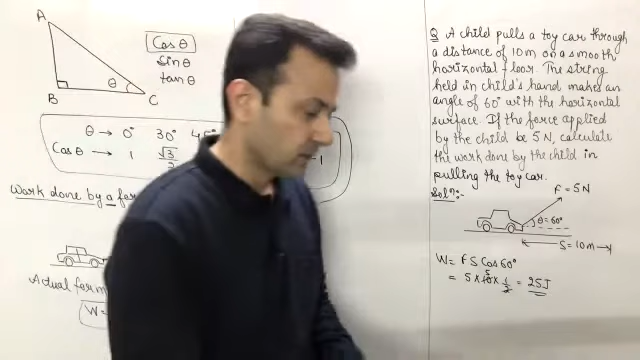 A
B
C
θ
Cos θ
sin θ
tan θ
θ → 0° 30° 45°
Cos θ → 1 √3/2 -1
Work done by a
Actual
W =
Q A child pulls a toy car through
a distance of 10m on a smooth
horizontal floor. The string
held in child's hand makes an
angle of 60° with the horizontal
surface. If the force applied
by the child be 5N, calculate
the work done by the child in
pulling the toy car.
Solⁿ:-
F = 5N
θ = 60°
S = 10m
W = F S Cos 60°
= 5 × 10 5 × 1/2 = 25J